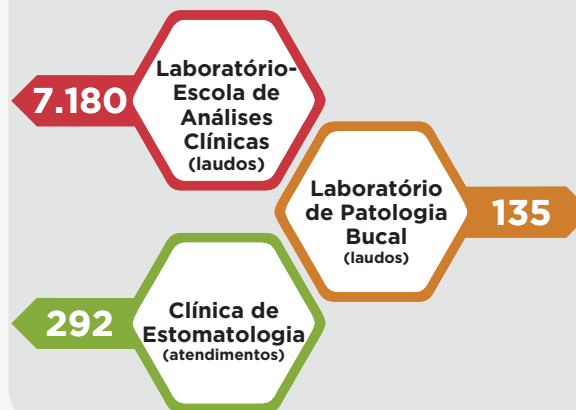 7.180
Laboratório-
Escola de
Análises
Clínicas
(laudos)
Laboratório
de Patologia
Bucal
(laudos)
135
292
Clínica de
Estomatologia
(atendimentos)